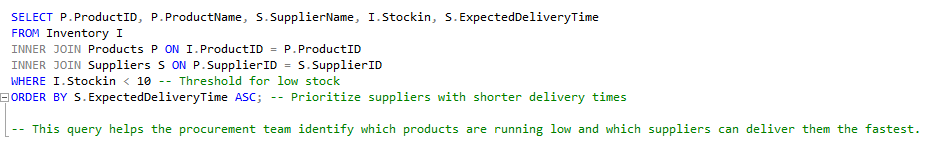 SELECT P.ProductID, P.ProductName, S.SupplierName, I.Stockin, S.ExpectedDeliveryTime
FROM Inventory I
INNER JOIN Products P ON I.ProductID = P.ProductID
INNER JOIN Suppliers S ON P.SupplierID = S.SupplierID
WHERE I.Stockin < 10 -- Threshold for low stock
ORDER BY S.ExpectedDeliveryTime ASC; -- Prioritize suppliers with shorter delivery times
-- This query helps the procurement team identify which products are running low and which suppliers can deliver them the fastest.